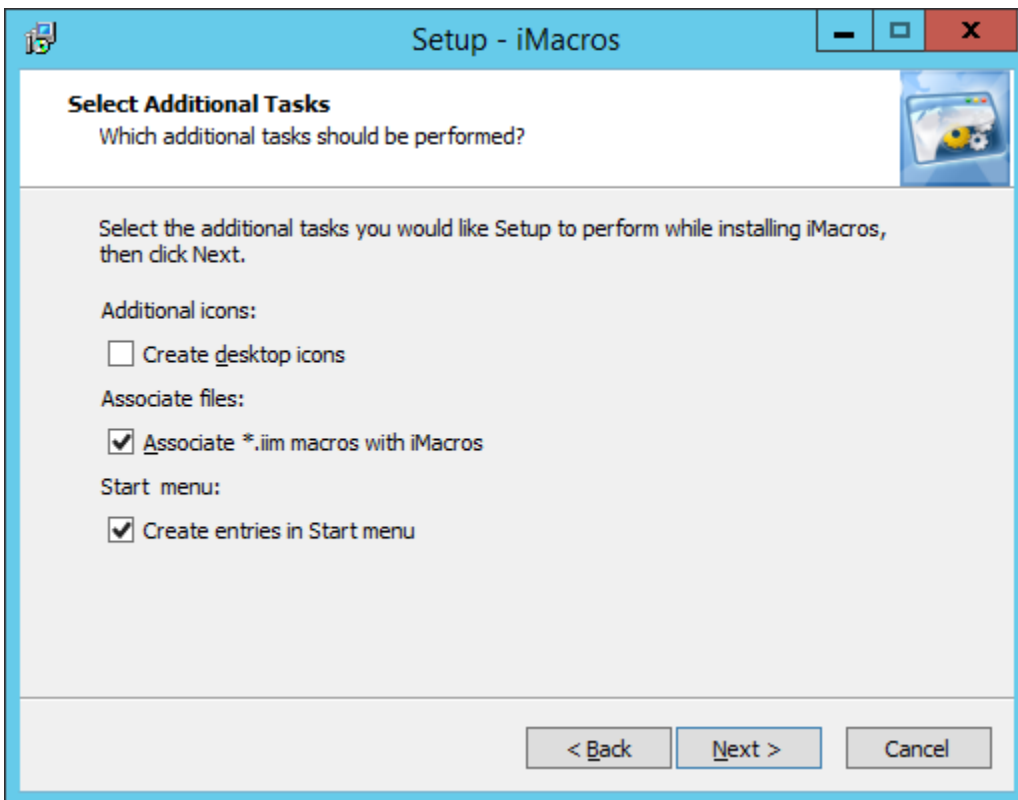 Setup - iMacros
Select Additional Tasks
Which additional tasks should be performed?
Select the additional tasks you would like Setup to perform while installing iMacros,
then click Next.
Additional icons:
Create desktop icons
Associate files:
Associate *.iim macros with iMacros
Start menu:
Create entries in Start menu
< Back Next > Cancel